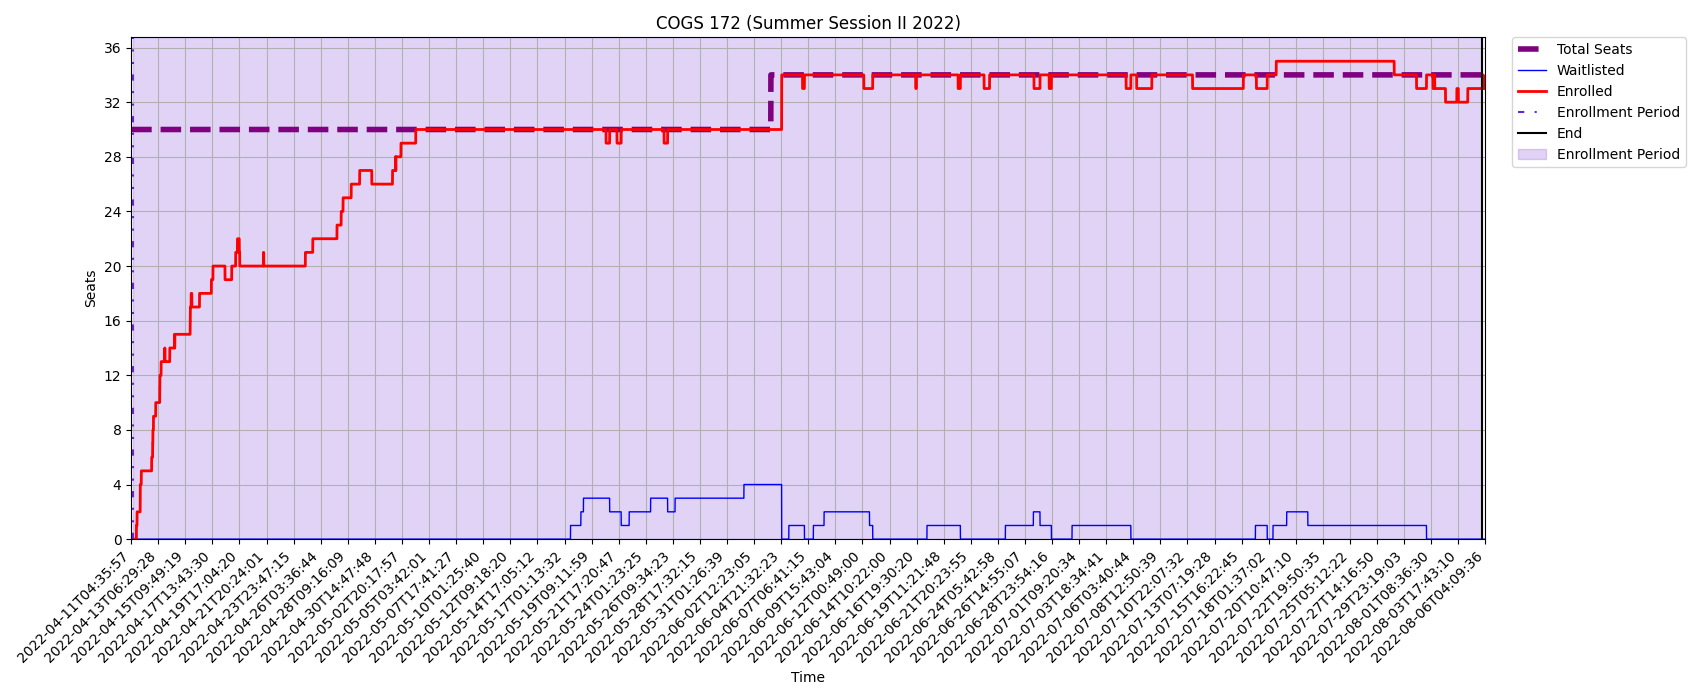 COGS 172 (Summer Session II 2022)
Total Seats
Waitlisted
Enrolled
Enrollment Period
End
Enrollment Period
Seats
36
32
28
24
20
16
12
8
4
0
2022-04-11T04:35:57
2022-04-13T06:29:28
2022-04-15T09:49:19
2022-04-17T13:43:30
2022-04-19T17:04:20
2022-04-21T20:24:01
2022-04-23T23:47:15
2022-04-26T03:36:44
2022-04-28T09:16:09
2022-04-30T14:47:48
2022-05-02T20:17:57
2022-05-05T03:42:01
2022-05-07T17:41:27
2022-05-10T01:25:40
2022-05-12T09:18:20
2022-05-14T17:05:12
2022-05-17T01:13:32
2022-05-19T09:11:59
2022-05-21T17:20:47
2022-05-24T01:23:25
2022-05-26T09:34:23
2022-05-28T17:32:15
2022-05-31T01:26:39
2022-06-02T12:23:05
2022-06-04T21:32:23
2022-06-07T06:41:15
2022-06-09T15:43:04
2022-06-12T00:49:00
2022-06-14T10:22:00
2022-06-16T19:30:20
2022-06-19T11:21:48
2022-06-21T20:23:55
2022-06-24T05:42:58
2022-06-26T14:55:07
2022-06-28T23:54:16
2022-07-01T09:20:34
2022-07-03T18:34:41
2022-07-06T03:40:44
2022-07-08T12:50:39
2022-07-10T22:07:32
2022-07-13T07:19:28
2022-07-15T16:22:45
2022-07-18T01:37:02
2022-07-20T10:47:10
2022-07-22T19:50:35
2022-07-25T05:12:22
2022-07-27T14:16:50
2022-07-29T23:19:03
2022-08-01T08:36:30
2022-08-03T17:43:10
2022-08-06T04:09:36
Time